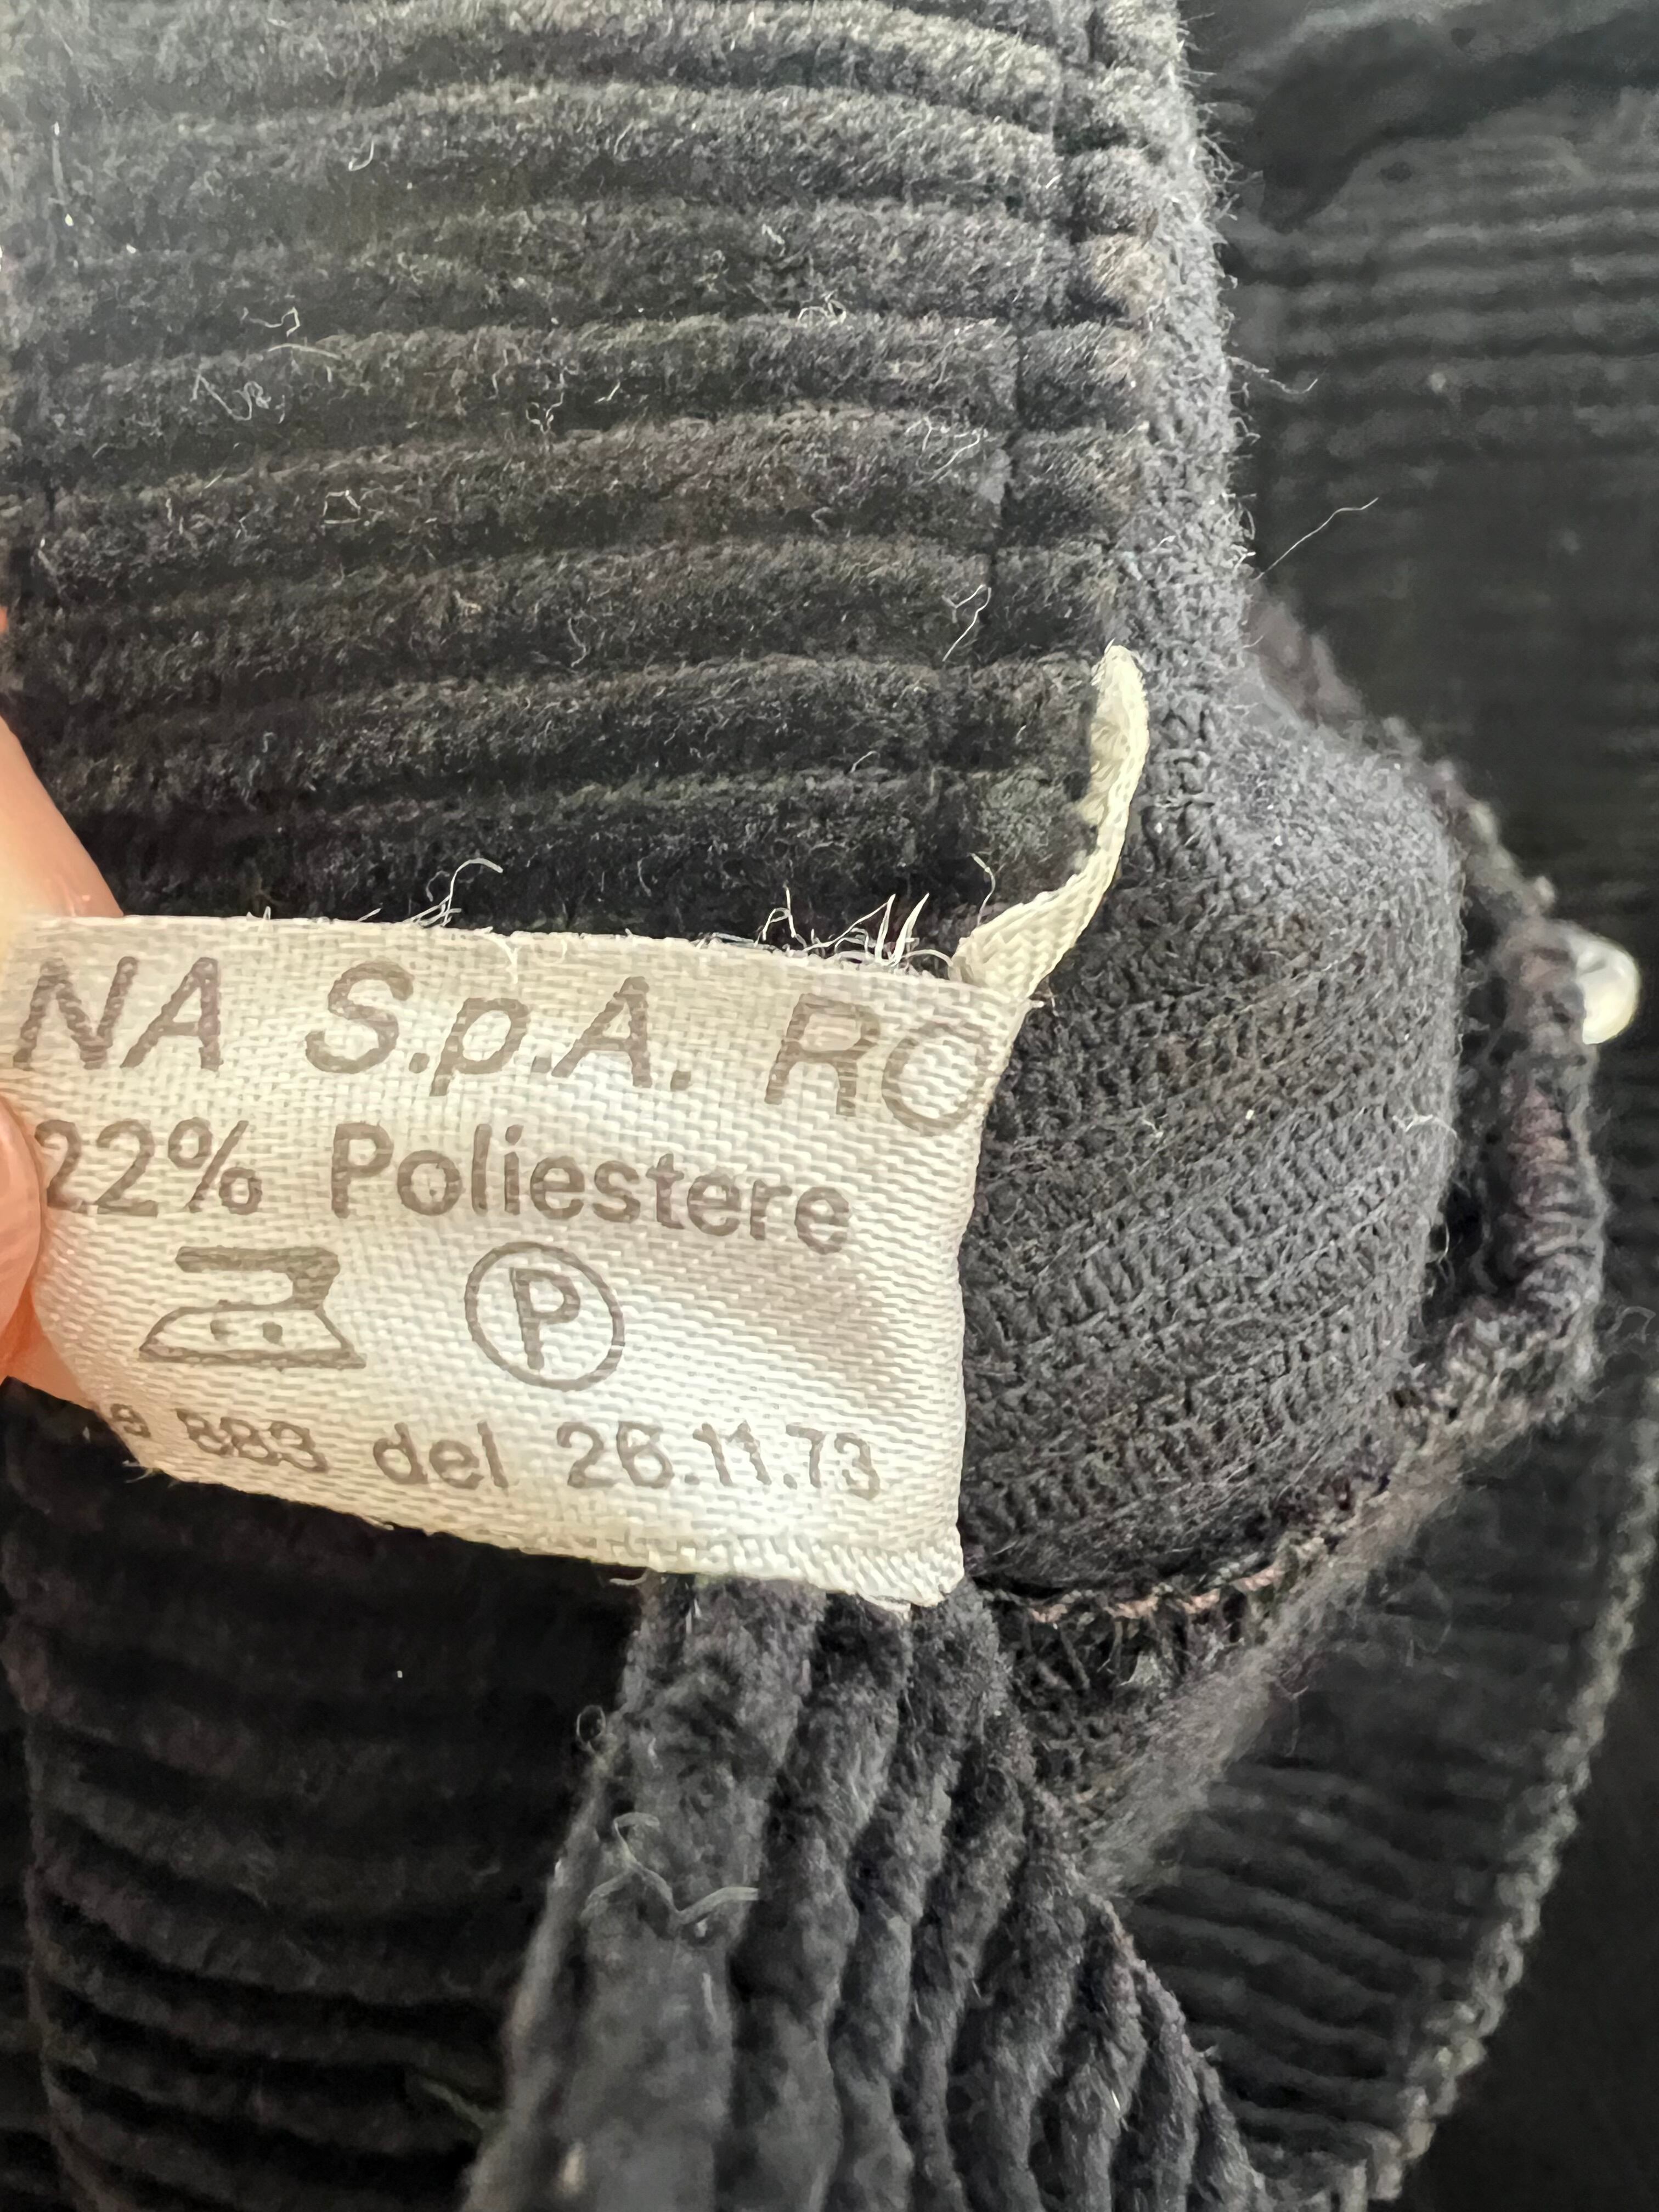 NA S.p.A. RO
22% Poliestere
P
883 del 26.11.73